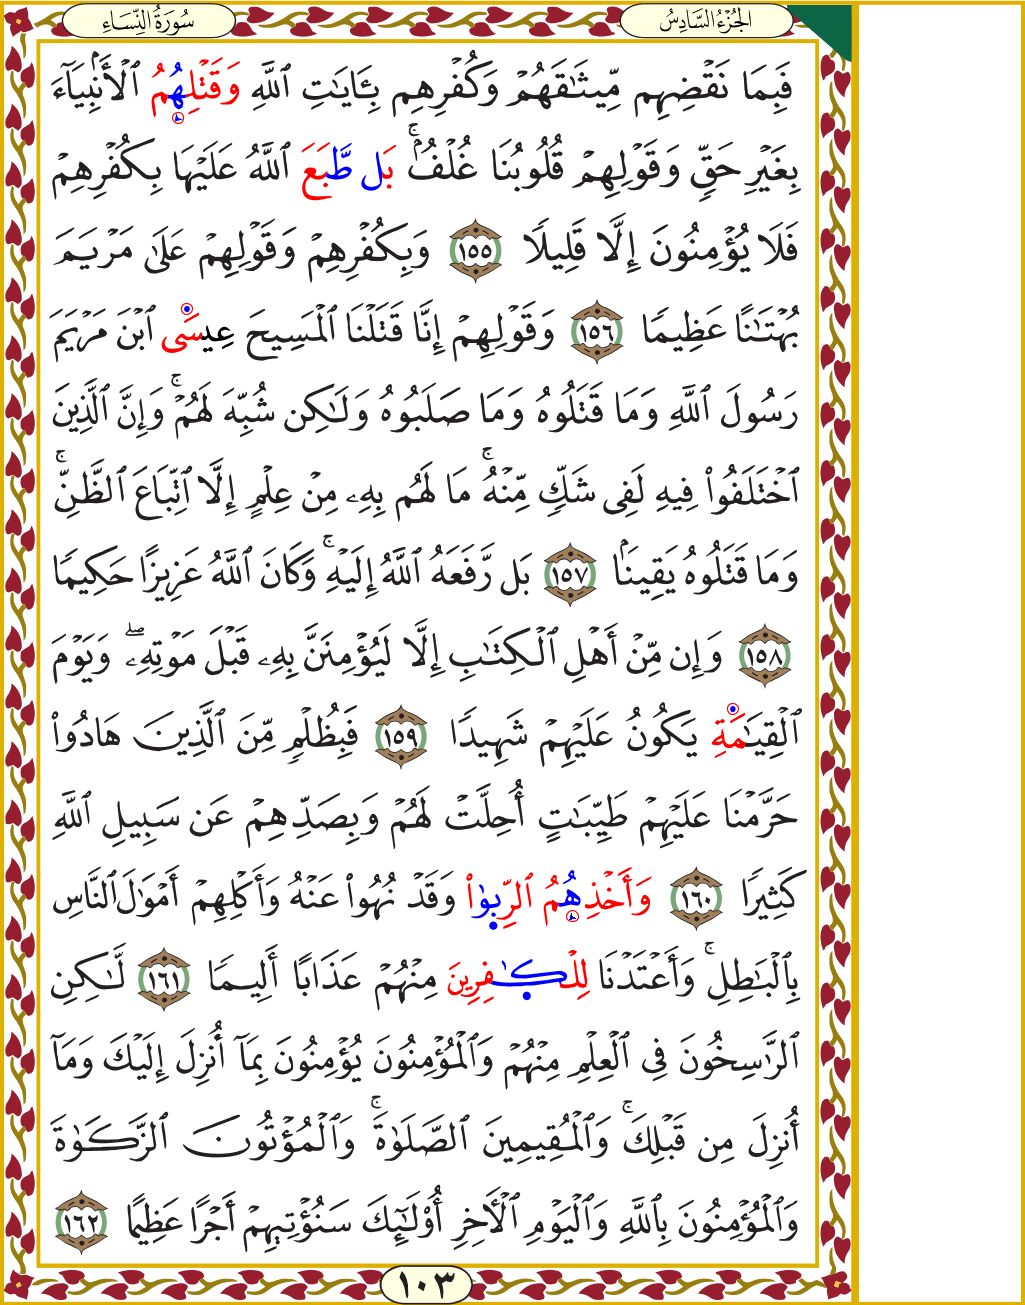 الجُزْءُ السَّادِسُ
سُورَةُ النِّسَاءِ
فَبِمَا نَقْضِهِم مِّيثَٰقَهُمْ وَكُفْرِهِم بِـَٔايَٰتِ ٱللَّهِ وَقَتْلِهِمُ ٱلْأَنۢبِيَآءَ
بِغَيْرِ حَقٍّ وَقَوْلِهِمْ قُلُوبُنَا غُلْفٌۢ ۚ بَل طَّبَعَ ٱللَّهُ عَلَيْهَا بِكُفْرِهِمْ
فَلَا يُؤْمِنُونَ إِلَّا قَلِيلًا ١٥٥ وَبِكُفْرِهِمْ وَقَوْلِهِمْ عَلَىٰ مَرْيَمَ
بُهْتَٰنًا عَظِيمًا ١٥٦ وَقَوْلِهِمْ إِنَّا قَتَلْنَا ٱلْمَسِيحَ عِيسَى ٱبْنَ مَرْيَمَ
رَسُولَ ٱللَّهِ وَمَا قَتَلُوهُ وَمَا صَلَبُوهُ وَلَٰكِن شُبِّهَ لَهُمْ ۚ وَإِنَّ ٱلَّذِينَ
ٱخْتَلَفُوا۟ فِيهِ لَفِى شَكٍّ مِّنْهُ ۚ مَا لَهُم بِهِۦ مِنْ عِلْمٍ إِلَّا ٱتِّبَاعَ ٱلظَّنِّ ۚ
وَمَا قَتَلُوهُ يَقِينًۢا ١٥٧ بَل رَّفَعَهُ ٱللَّهُ إِلَيْهِ ۚ وَكَانَ ٱللَّهُ عَزِيزًا حَكِيمًا
١٥٨ وَإِن مِّنْ أَهْلِ ٱلْكِتَٰبِ إِلَّا لَيُؤْمِنَنَّ بِهِۦ قَبْلَ مَوْتِهِۦ ۖ وَيَوْمَ
ٱلْقِيَٰمَةِ يَكُونُ عَلَيْهِمْ شَهِيدًا ١٥٩ فَبِظُلْمٍ مِّنَ ٱلَّذِينَ هَادُوا۟
حَرَّمْنَا عَلَيْهِمْ طَيِّبَٰتٍ أُحِلَّتْ لَهُمْ وَبِصَدِّهِمْ عَن سَبِيلِ ٱللَّهِ
كَثِيرًا ١٦٠ وَأَخْذِهِمُ ٱلرِّبَوٰا۟ وَقَدْ نُهُوا۟ عَنْهُ وَأَكْلِهِمْ أَمْوَٰلَ ٱلنَّاسِ
بِٱلْبَٰطِلِ ۚ وَأَعْتَدْنَا لِلْكَٰفِرِينَ مِنْهُمْ عَذَابًا أَلِيمًا ١٦١ لَّٰكِنِ
ٱلرَّٰسِخُونَ فِى ٱلْعِلْمِ مِنْهُمْ وَٱلْمُؤْمِنُونَ يُؤْمِنُونَ بِمَآ أُنزِلَ إِلَيْكَ وَمَآ
أُنزِلَ مِن قَبْلِكَ ۚ وَٱلْمُقِيمِينَ ٱلصَّلَوٰةَ ۚ وَٱلْمُؤْتُونَ ٱلزَّكَوٰةَ
وَٱلْمُؤْمِنُونَ بِٱللَّهِ وَٱلْيَوْمِ ٱلْءَاخِرِ أُو۟لَٰٓئِكَ سَنُؤْتِيهِمْ أَجْرًا عَظِيمًا ١٦٢
١٠٣